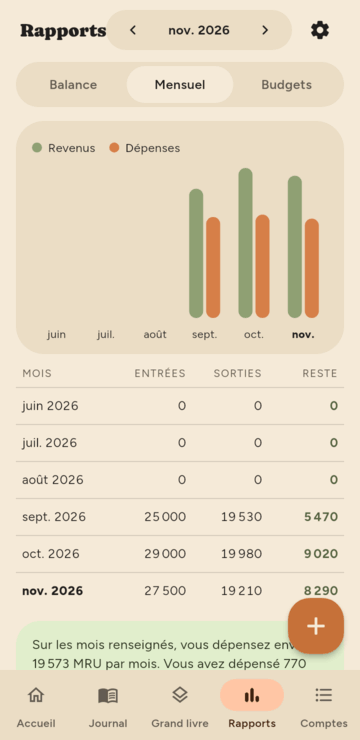 Rapports
nov. 2026
Balance Mensuel Budgets
Revenus Dépenses
juin juil. août sept. oct. nov.
MOIS ENTRÉES SORTIES RESTE
juin 2026 0 0 0
juil. 2026 0 0 0
août 2026 0 0 0
sept. 2026 25 000 19 530 5 470
oct. 2026 29 000 19 980 9 020
nov. 2026 27 500 19 210 8 290
Sur les mois renseignés, vous dépensez
19 573 MRU par mois. Vous avez dépensé 770
Accueil Journal Grand livre Rapports Comptes